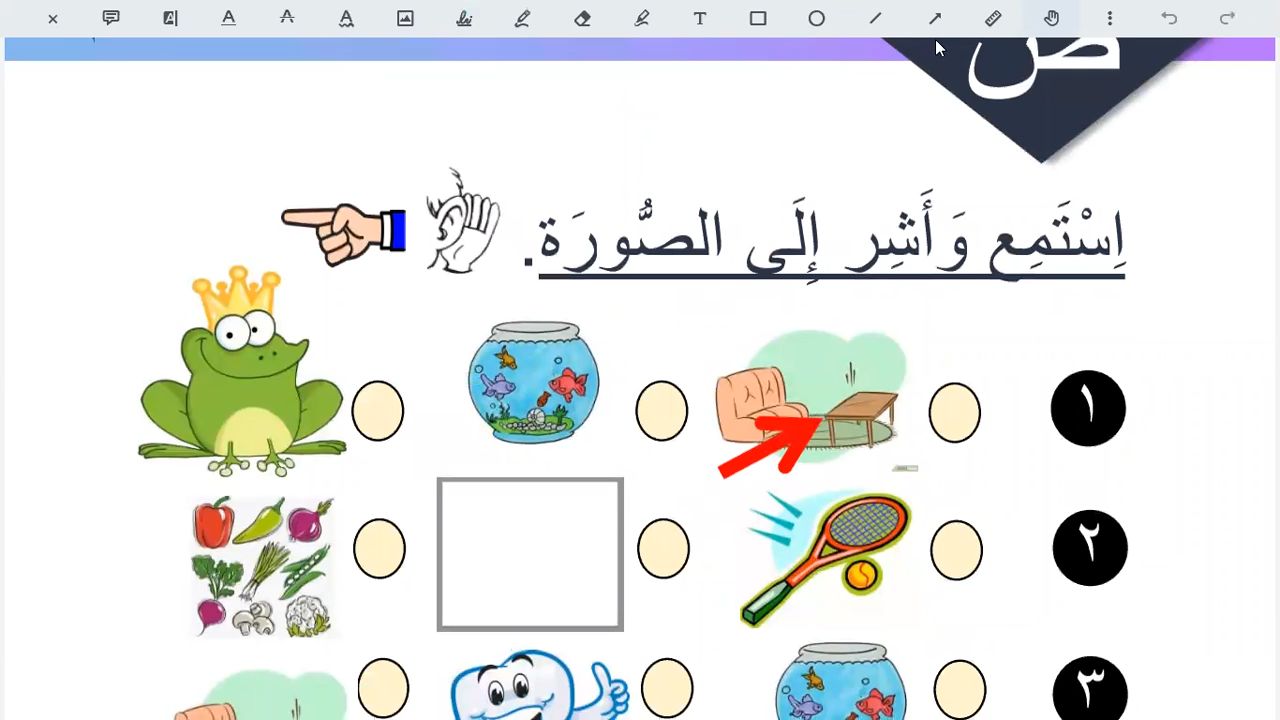 ض
اِسْتَمِع وَأَشِر إِلَى الصُّورَة.
١
٢
٣